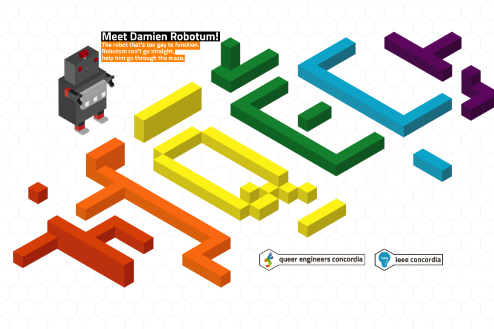 Meet Damien Robotum!
The robot that's too gay to function.
Robotum can't go straight,
help him go through the maze.
queer engineers concordia
ieee concordia